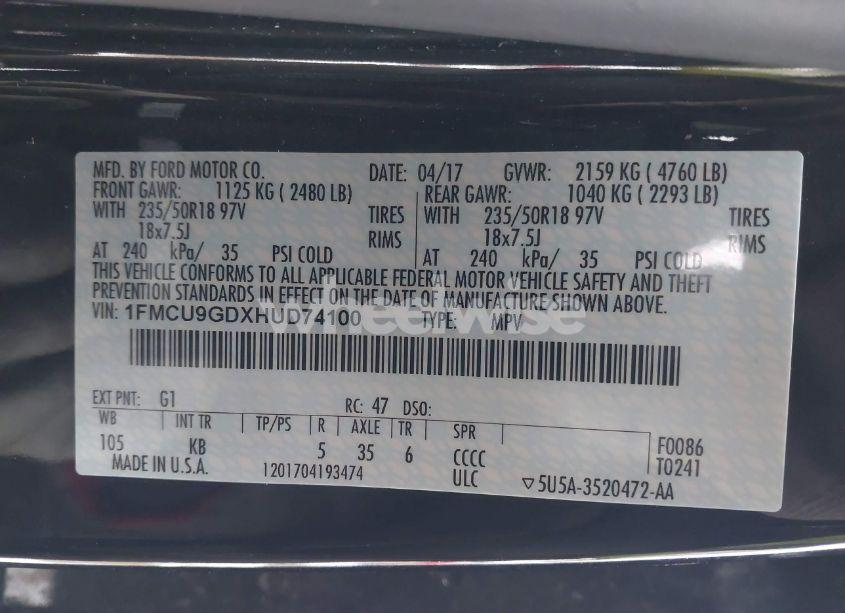 MFD. BY FORD MOTOR CO. DATE: 04/17 GVWR: 2159 KG ( 4760 LB)
FRONT GAWR: 1125 KG ( 2480 LB) REAR GAWR: 1040 KG ( 2293 LB)
WITH 235/50R18 97V TIRES WITH 235/50R18 97V TIRES
18x7.5J RIMS 18x7.5J RIMS
AT 240 kPa/ 35 PSI COLD AT 240 kPa/ 35 PSI COLD
THIS VEHICLE CONFORMS TO ALL APPLICABLE FEDERAL MOTOR VEHICLE SAFETY AND THEFT
PREVENTION STANDARDS IN EFFECT ON THE DATE OF MANUFACTURE SHOWN ABOVE.
VIN: 1FMCU9GDXHUD74100 TYPE: MPV
wheelwise
EXT PNT: G1 RC: 47 DSO:
WB INT TR TP/PS R AXLE TR SPR
105 KB 5 35 6 CCCC F0086
MADE IN U.S.A. 1201704193474 ULC T0241
▽5U5A-3520472-AA